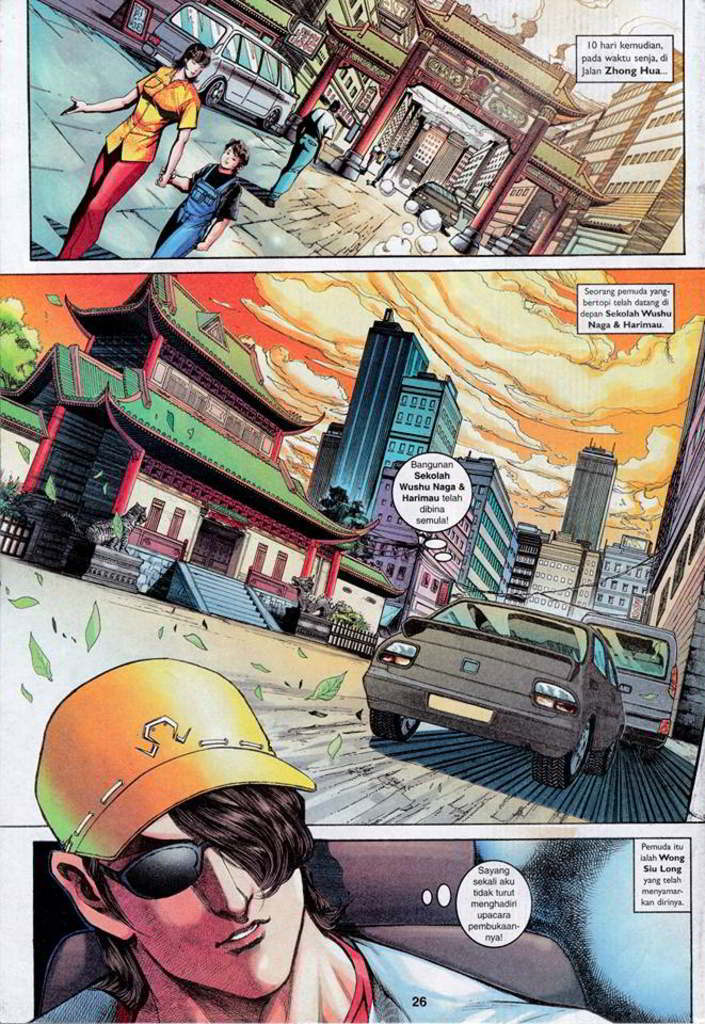 10 hari kemudian,
pada waktu senja, di
Jalan Zhong Hua...
Seorang pemuda yang-
bertopi telah datang di
depan Sekolah Wushu
Naga & Harimau.
Bangunan
Sekolah
Wushu Naga &
Harimau telah
dibina
semula!
Pemuda itu
ialah Wong
Siu Long
yang telah
menyamar-
kan dirinya.
Sayang
sekali aku
tidak turut
menghadiri
upacara
pembukaan-
nya!
26